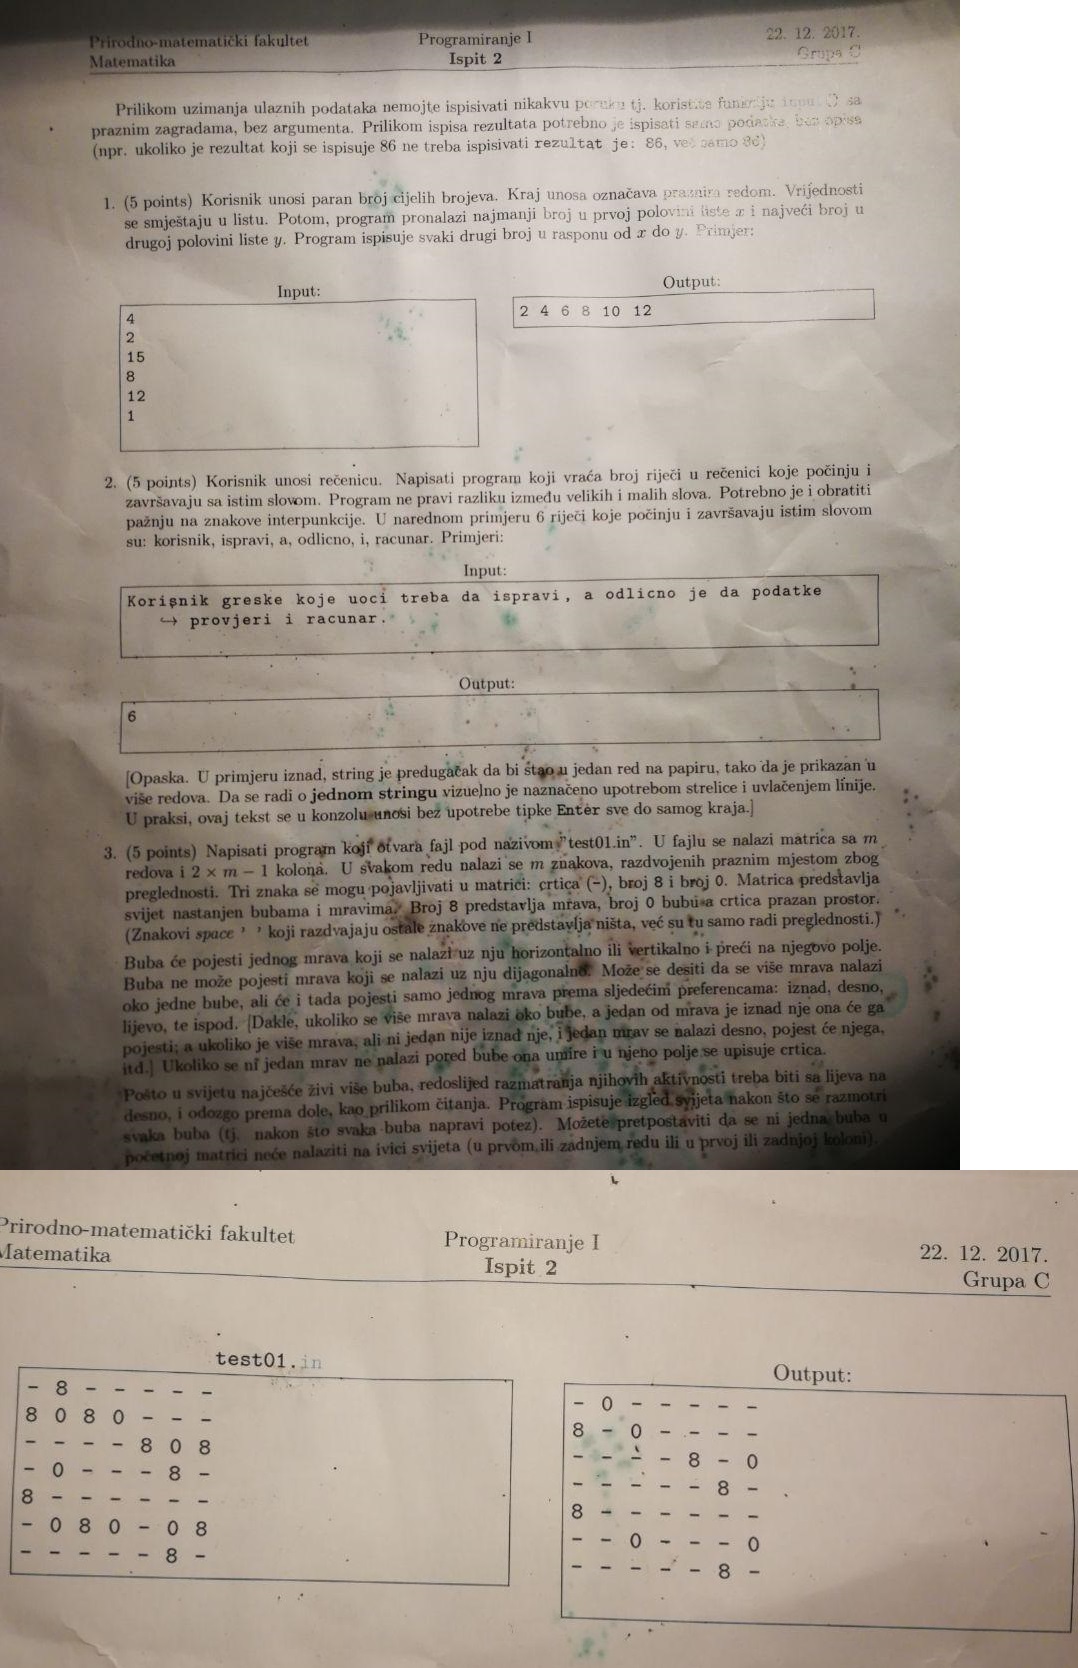 Prirodno-matematički fakultet
Matematika
Programiranje I
Ispit 2
22. 12. 2017.
Grupa C
Prilikom uzimanja ulaznih podataka nemojte ispisivati nikakvu poruku tj. koristite funkciju input() sa
praznim zagradama, bez argumenta. Prilikom ispisa rezultata potrebno je ispisati samo podatke, bez opisa
(npr. ukoliko je rezultat koji se ispisuje 86 ne treba ispisivati rezultat je: 86, već samo 86)
1. (5 points) Korisnik unosi paran broj cijelih brojeva. Kraj unosa označava praznim redom. Vrijednosti
se smještaju u listu. Potom, program pronalazi najmanji broj u prvoj polovini liste x i najveći broj u
drugoj polovini liste y. Program ispisuje svaki drugi broj u rasponu od x do y. Primjer:
Input:
4
2
15
8
12
1
Output:
2 4 6 8 10 12
2. (5 points) Korisnik unosi rečenicu. Napisati program koji vraća broj riječi u rečenici koje počinju i
završavaju sa istim slovom. Program ne pravi razliku između velikih i malih slova. Potrebno je i obratiti
pažnju na znakove interpunkcije. U narednom primjeru 6 riječi koje počinju i završavaju istim slovom
su: korisnik, ispravi, a, odlicno, i, racunar. Primjeri:
Input:
Korisnik greske koje uoci treba da ispravi, a odlicno je da podatke
↪ provjeri i racunar.
Output:
6
[Opaska. U primjeru iznad, string je predugačak da bi stao u jedan red na papiru, tako da je prikazan u
više redova. Da se radi o jednom stringu vizuelno je naznačeno upotrebom strelice i uvlačenjem linije.
U praksi, ovaj tekst se u konzolu unosi bez upotrebe tipke Enter sve do samog kraja.]
3. (5 points) Napisati program koji otvara fajl pod nazivom "test01.in". U fajlu se nalazi matrica sa m
redova i 2 × m − 1 kolona. U svakom redu nalazi se m znakova, razdvojenih praznim mjestom zbog
preglednosti. Tri znaka se mogu pojavljivati u matrici: crtica (-), broj 8 i broj 0. Matrica predstavlja
svijet nastanjen bubama i mravima. Broj 8 predstavlja mrava, broj 0 bubu a crtica prazan prostor.
(Znakovi space ' ' koji razdvajaju ostale znakove ne predstavlja ništa, već su tu samo radi preglednosti.)
Buba će pojesti jednog mrava koji se nalazi uz nju horizontalno ili vertikalno i preći na njegovo polje.
Buba ne može pojesti mrava koji se nalazi uz nju dijagonalno. Može se desiti da se više mrava nalazi
oko jedne bube, ali će i tada pojesti samo jednog mrava prema sljedećim preferencama: iznad, desno,
lijevo, te ispod. [Dakle, ukoliko se više mrava nalazi oko bube, a jedan od mrava je iznad nje ona će ga
pojesti; a ukoliko je više mrava, ali ni jedan nije iznad nje, i jedan mrav se nalazi desno, pojest će njega,
itd.] Ukoliko se ni jedan mrav ne nalazi pored bube ona umire i u njeno polje se upisuje crtica.
Pošto u svijetu najčešće živi više buba, redoslijed razmatranja njihovih aktivnosti treba biti sa lijeva na
desno, i odozgo prema dole, kao prilikom čitanja. Program ispisuje izgled svijeta nakon što se razmotri
svaka buba (tj. nakon što svaka buba napravi potez). Možete pretpostaviti da se ni jedna buba u
početnoj matrici neće nalaziti na ivici svijeta (u prvom ili zadnjem redu ili u prvoj ili zadnjoj koloni).
Prirodno-matematički fakultet
Matematika
Programiranje I
Ispit 2
22. 12. 2017.
Grupa C
test01.in
- 8 - - - - -
8 0 8 0 - - -
- - - - 8 0 8
- 0 - - - 8 -
8 - - - - - -
- 0 8 0 - 0 8
- - - - - 8 -
Output:
- 0 - - - - -
8 - 0 - - - -
- - - - 8 - 0
- - - - - 8 -
8 - - - - - -
- - 0 - - - 0
- - - - - 8 -